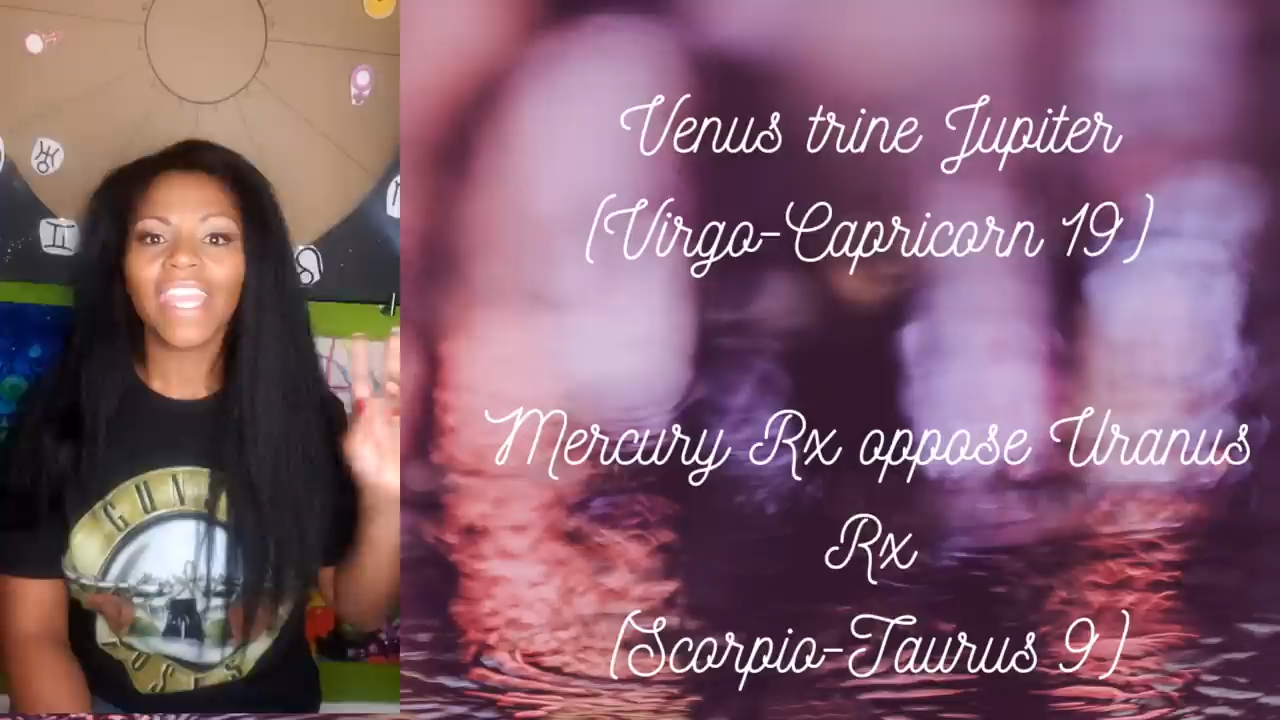 Venus trine Jupiter
(Virgo-Capricorn 19)
Mercury Rx oppose Uranus
Rx
(Scorpio-Taurus 9)